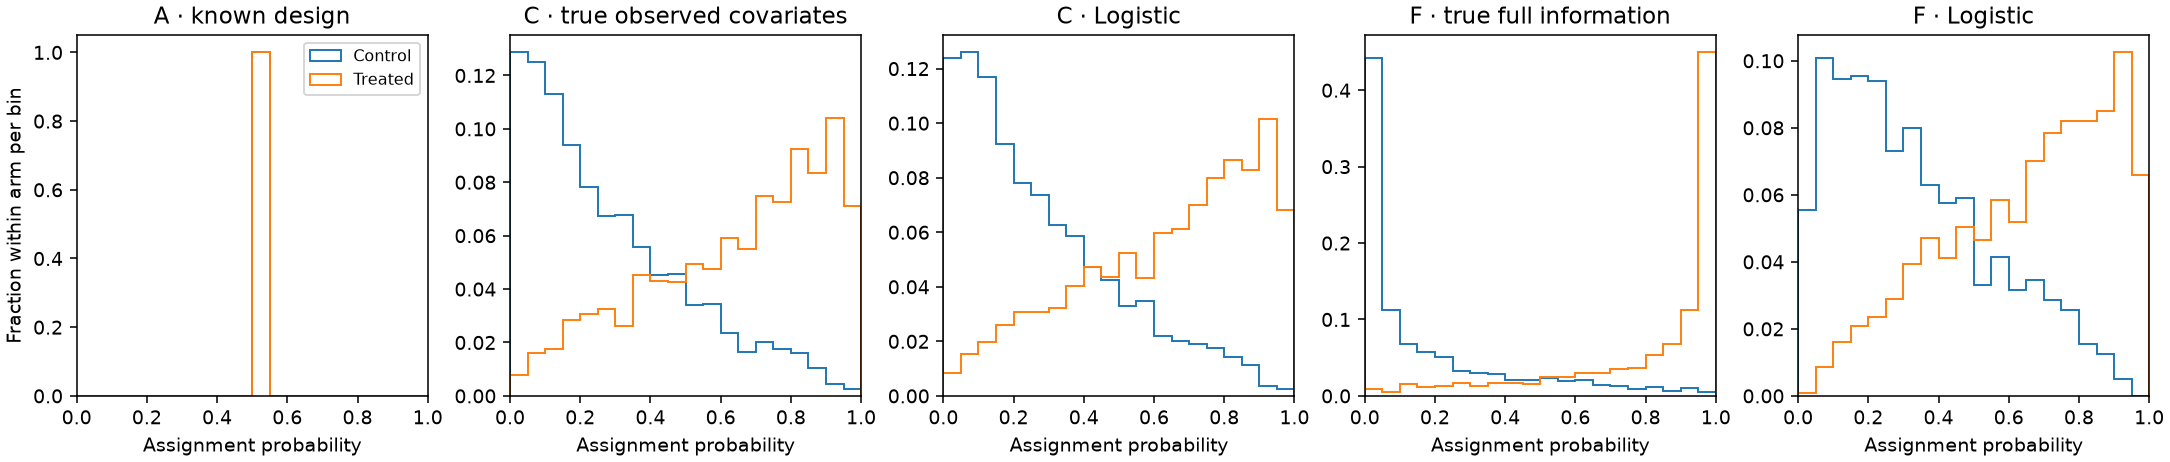 A · known design
C · true observed covariates
C · Logistic
F · true full information
F · Logistic
Fraction within arm per bin
1.0
0.8
0.6
0.4
0.2
0.0
Control
Treated
0.0 0.2 0.4 0.6 0.8 1.0
Assignment probability
0.12
0.10
0.08
0.06
0.04
0.02
0.00
0.0 0.2 0.4 0.6 0.8 1.0
Assignment probability
0.12
0.10
0.08
0.06
0.04
0.02
0.00
0.0 0.2 0.4 0.6 0.8 1.0
Assignment probability
0.4
0.3
0.2
0.1
0.0
0.0 0.2 0.4 0.6 0.8 1.0
Assignment probability
0.10
0.08
0.06
0.04
0.02
0.00
0.0 0.2 0.4 0.6 0.8 1.0
Assignment probability